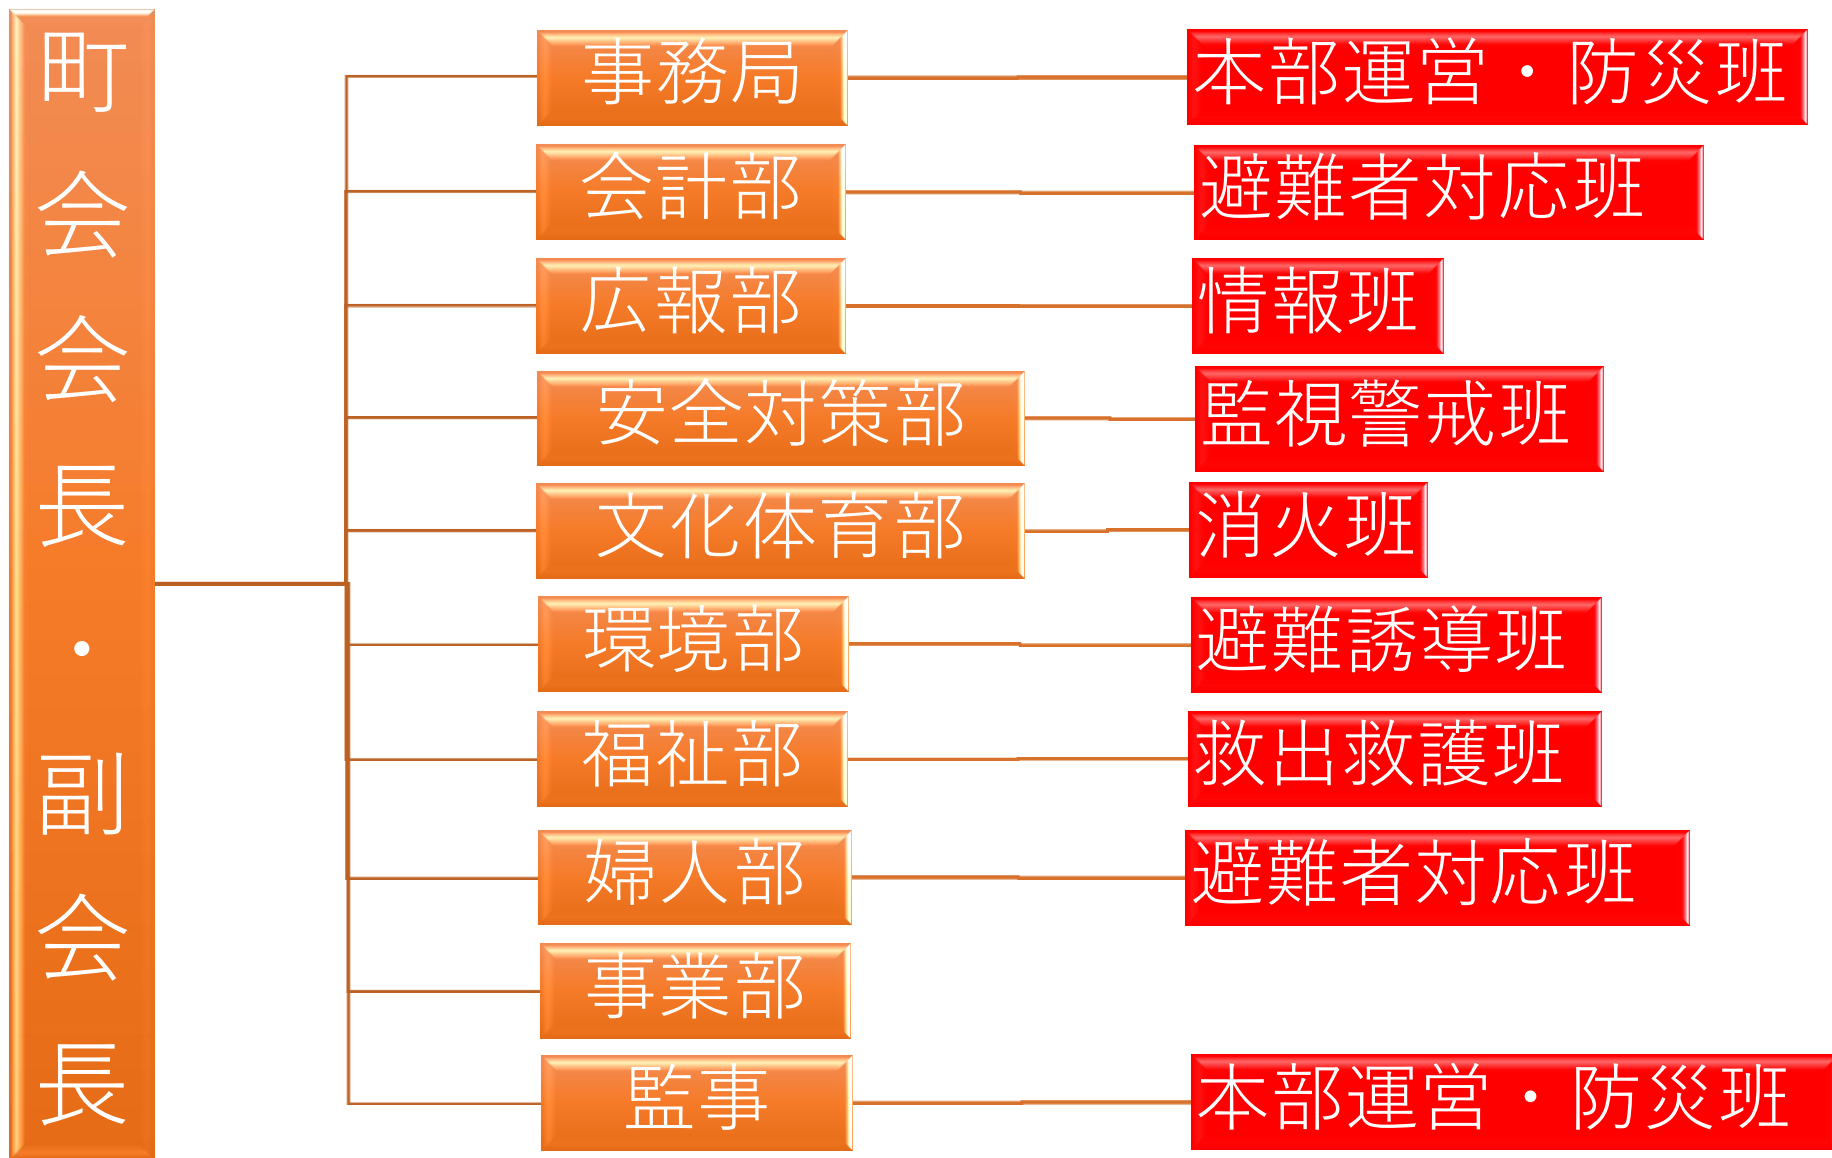 町会会長・副会長
事務局
本部運営・防災班
会計部
避難者対応班
広報部
情報班
安全対策部
監視警戒班
文化体育部
消火班
環境部
避難誘導班
福祉部
救出救護班
婦人部
避難者対応班
事業部
監事
本部運営・防災班